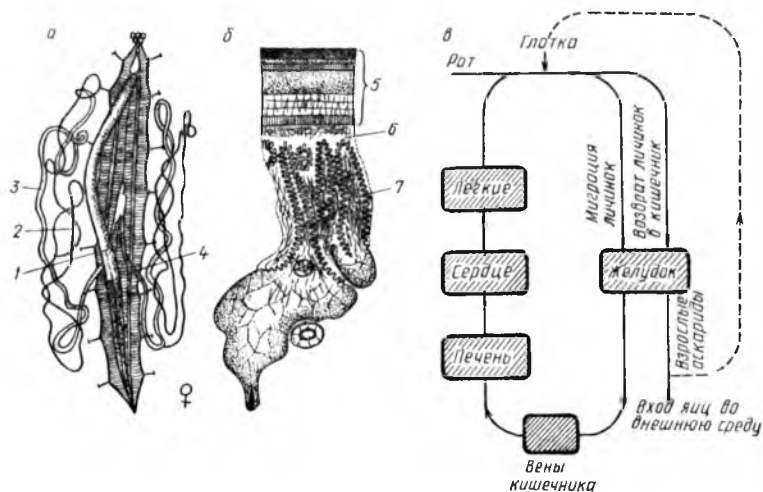 а
б
в
3
2
1
4
♀
5
6
7
Глотка
Рот
Легкие
Сердце
Печень
Вены
кишечника
Миграция
личинок
Возврат личинок
в кишечник
Желудок
Взрослые
аскариды
Вход яиц во
внешнюю среду